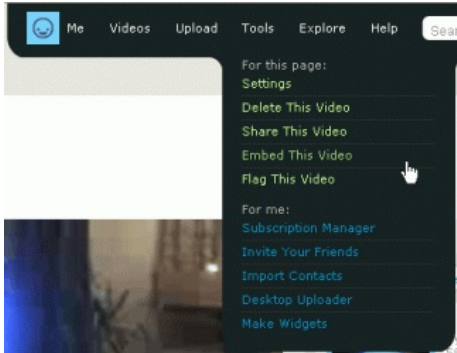 Me Videos Upload Tools Explore Help
For this page:
Settings
Delete This Video
Share This Video
Embed This Video
Flag This Video
For me:
Subscription Manager
Invite Your Friends
Import Contacts
Desktop Uploader
Make Widgets